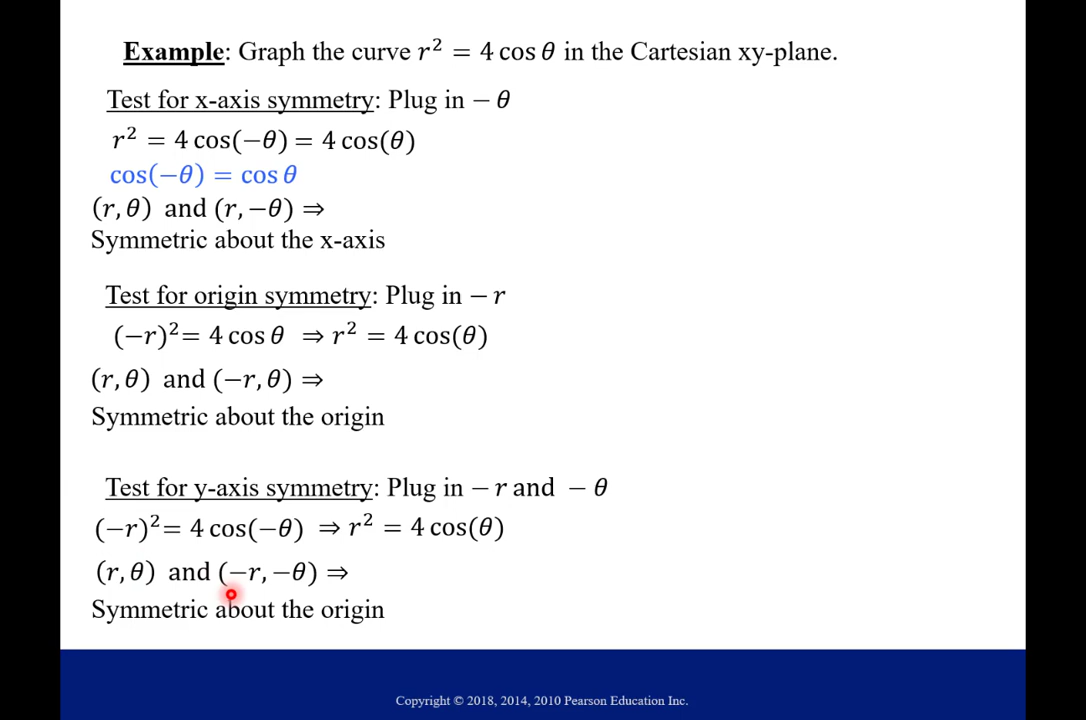 Example: Graph the curve r² = 4 cos θ in the Cartesian xy-plane.
Test for x-axis symmetry: Plug in − θ
r² = 4 cos(−θ) = 4 cos(θ)
cos(−θ) = cos θ
(r, θ) and (r, −θ) ⇒
Symmetric about the x-axis
Test for origin symmetry: Plug in − r
(−r)² = 4 cos θ ⇒ r² = 4 cos(θ)
(r, θ) and (−r, θ) ⇒
Symmetric about the origin
Test for y-axis symmetry: Plug in − r and − θ
(−r)² = 4 cos(−θ) ⇒ r² = 4 cos(θ)
(r, θ) and (−r, −θ) ⇒
Symmetric about the origin
Copyright © 2018, 2014, 2010 Pearson Education Inc.